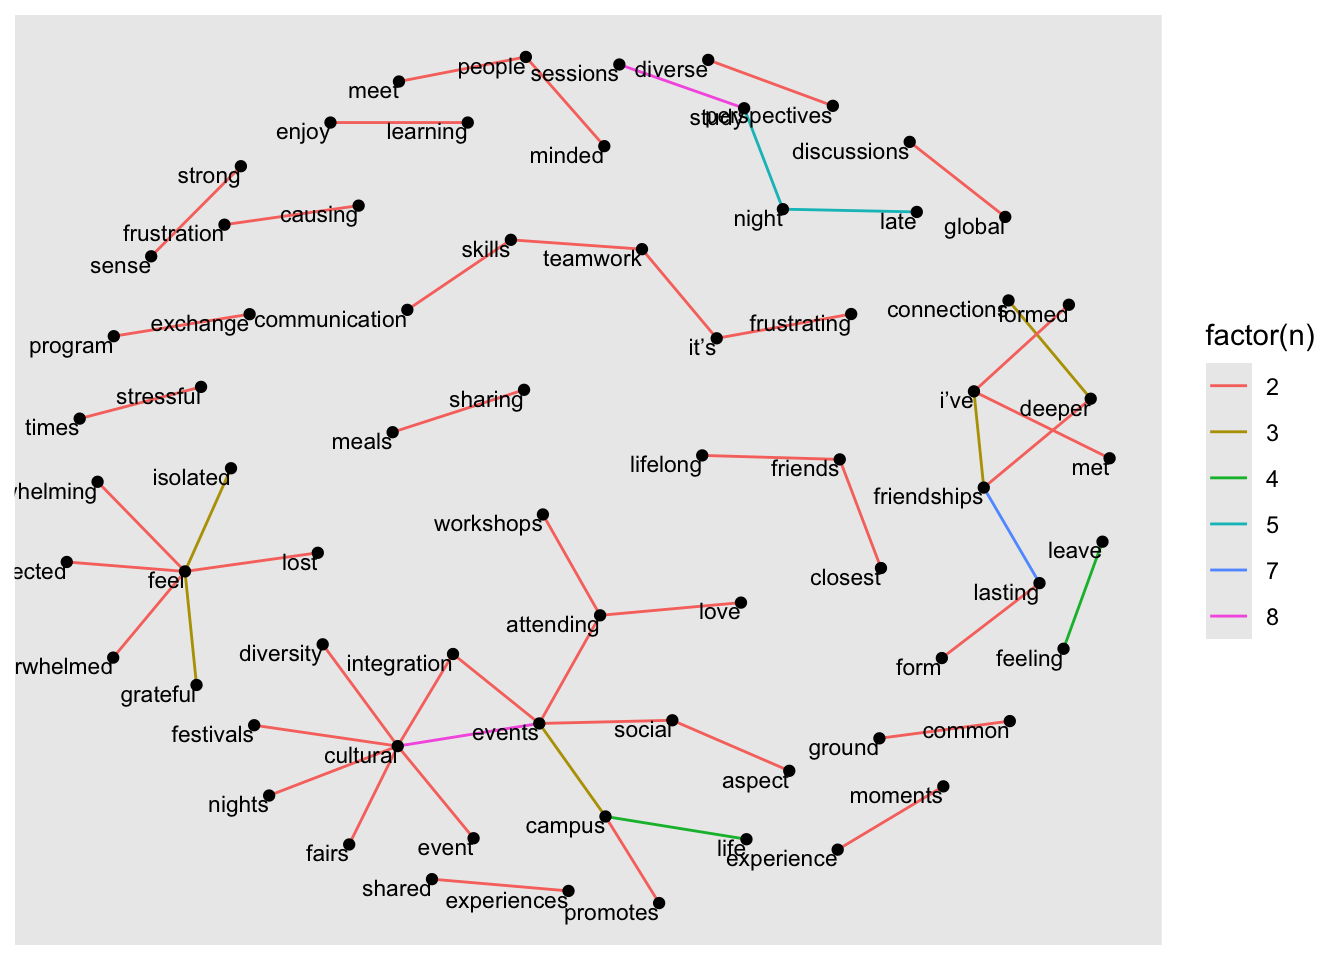 people
sessions
diverse
meet
study
perspectives
enjoy
learning
minded
discussions
strong
causing
night
late
global
frustration
skills
teamwork
sense
connections
formed
exchange
communication
frustrating
program
it’s
stressful
sharing
i’ve
deeper
times
meals
lifelong
friends
met
isolated
whelming
friendships
workshops
leave
lost
ected
feel
closest
lasting
attending
love
diversity
integration
form
feeling
rwhelmed
grateful
festivals
events
social
common
cultural
ground
aspect
nights
moments
campus
fairs
event
life
experience
shared
experiences
promotes
factor(n)
2
3
4
5
7
8